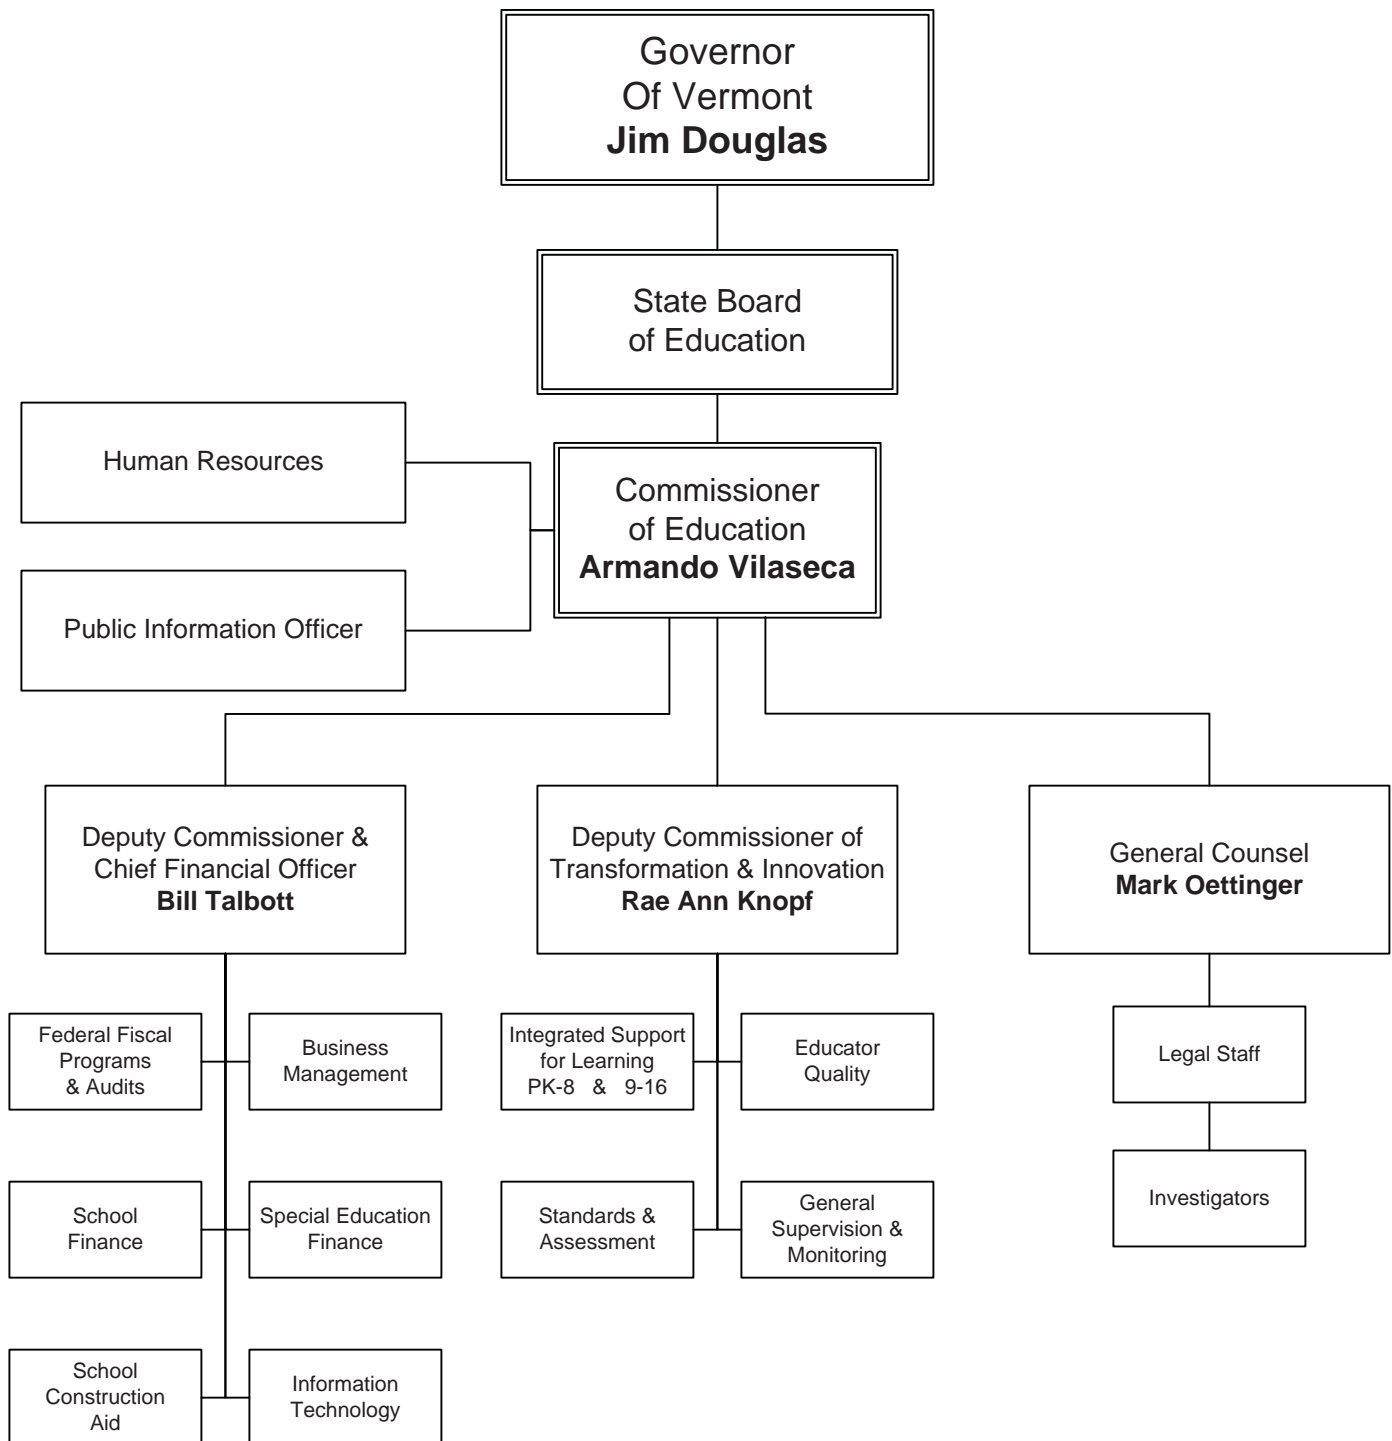 Governor
Of Vermont
Jim Douglas
State Board
of Education
Human Resources
Commissioner
of Education
Armando Vilaseca
Public Information Officer
Deputy Commissioner &
Chief Financial Officer
Bill Talbott
Deputy Commissioner of
Transformation & Innovation
Rae Ann Knopf
General Counsel
Mark Oettinger
Federal Fiscal
Programs
& Audits
Business
Management
Integrated Support
for Learning
PK-8 & 9-16
Educator
Quality
Legal Staff
School
Finance
Special Education
Finance
Standards &
Assessment
General
Supervision &
Monitoring
Investigators
School
Construction
Aid
Information
Technology